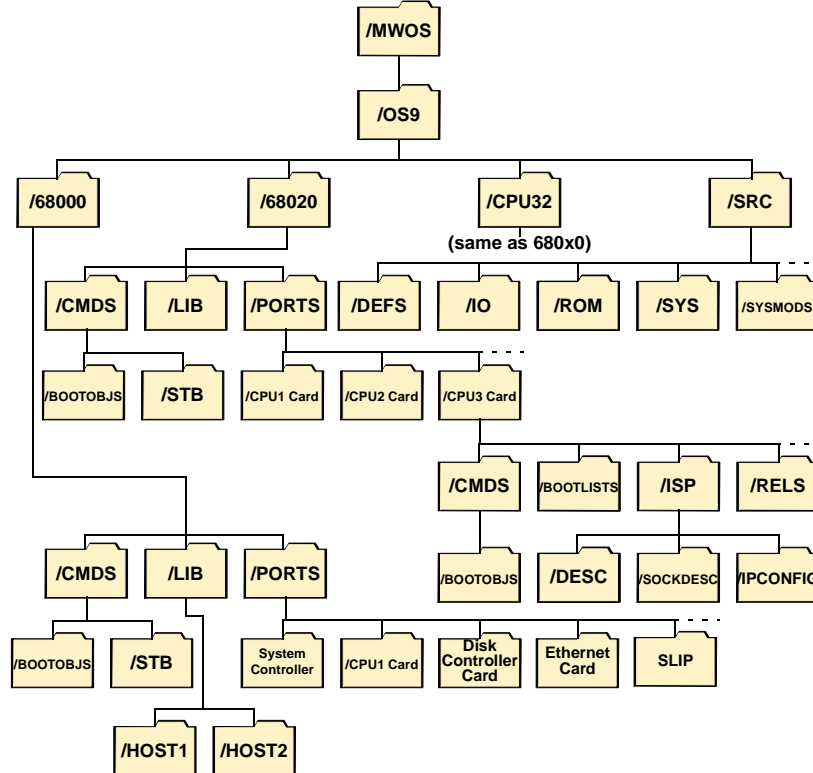 /MWOS
/OS9
/68000
/68020
/CPU32
/SRC
(same as 680x0)
/CMDS
/LIB
/PORTS
/DEFS
/IO
/ROM
/SYS
/SYSMODS
/BOOTOBJS
/STB
/CPU1 Card
/CPU2 Card
/CPU3 Card
/CMDS
/BOOTLISTS
/ISP
/RELS
/CMDS
/LIB
/PORTS
/BOOTOBJS
/DESC
/SOCKDESC
/IPCONFIG
/BOOTOBJS
/STB
System
Controller
/CPU1 Card
Disk
Controller
Card
Ethernet
Card
SLIP
/HOST1
/HOST2